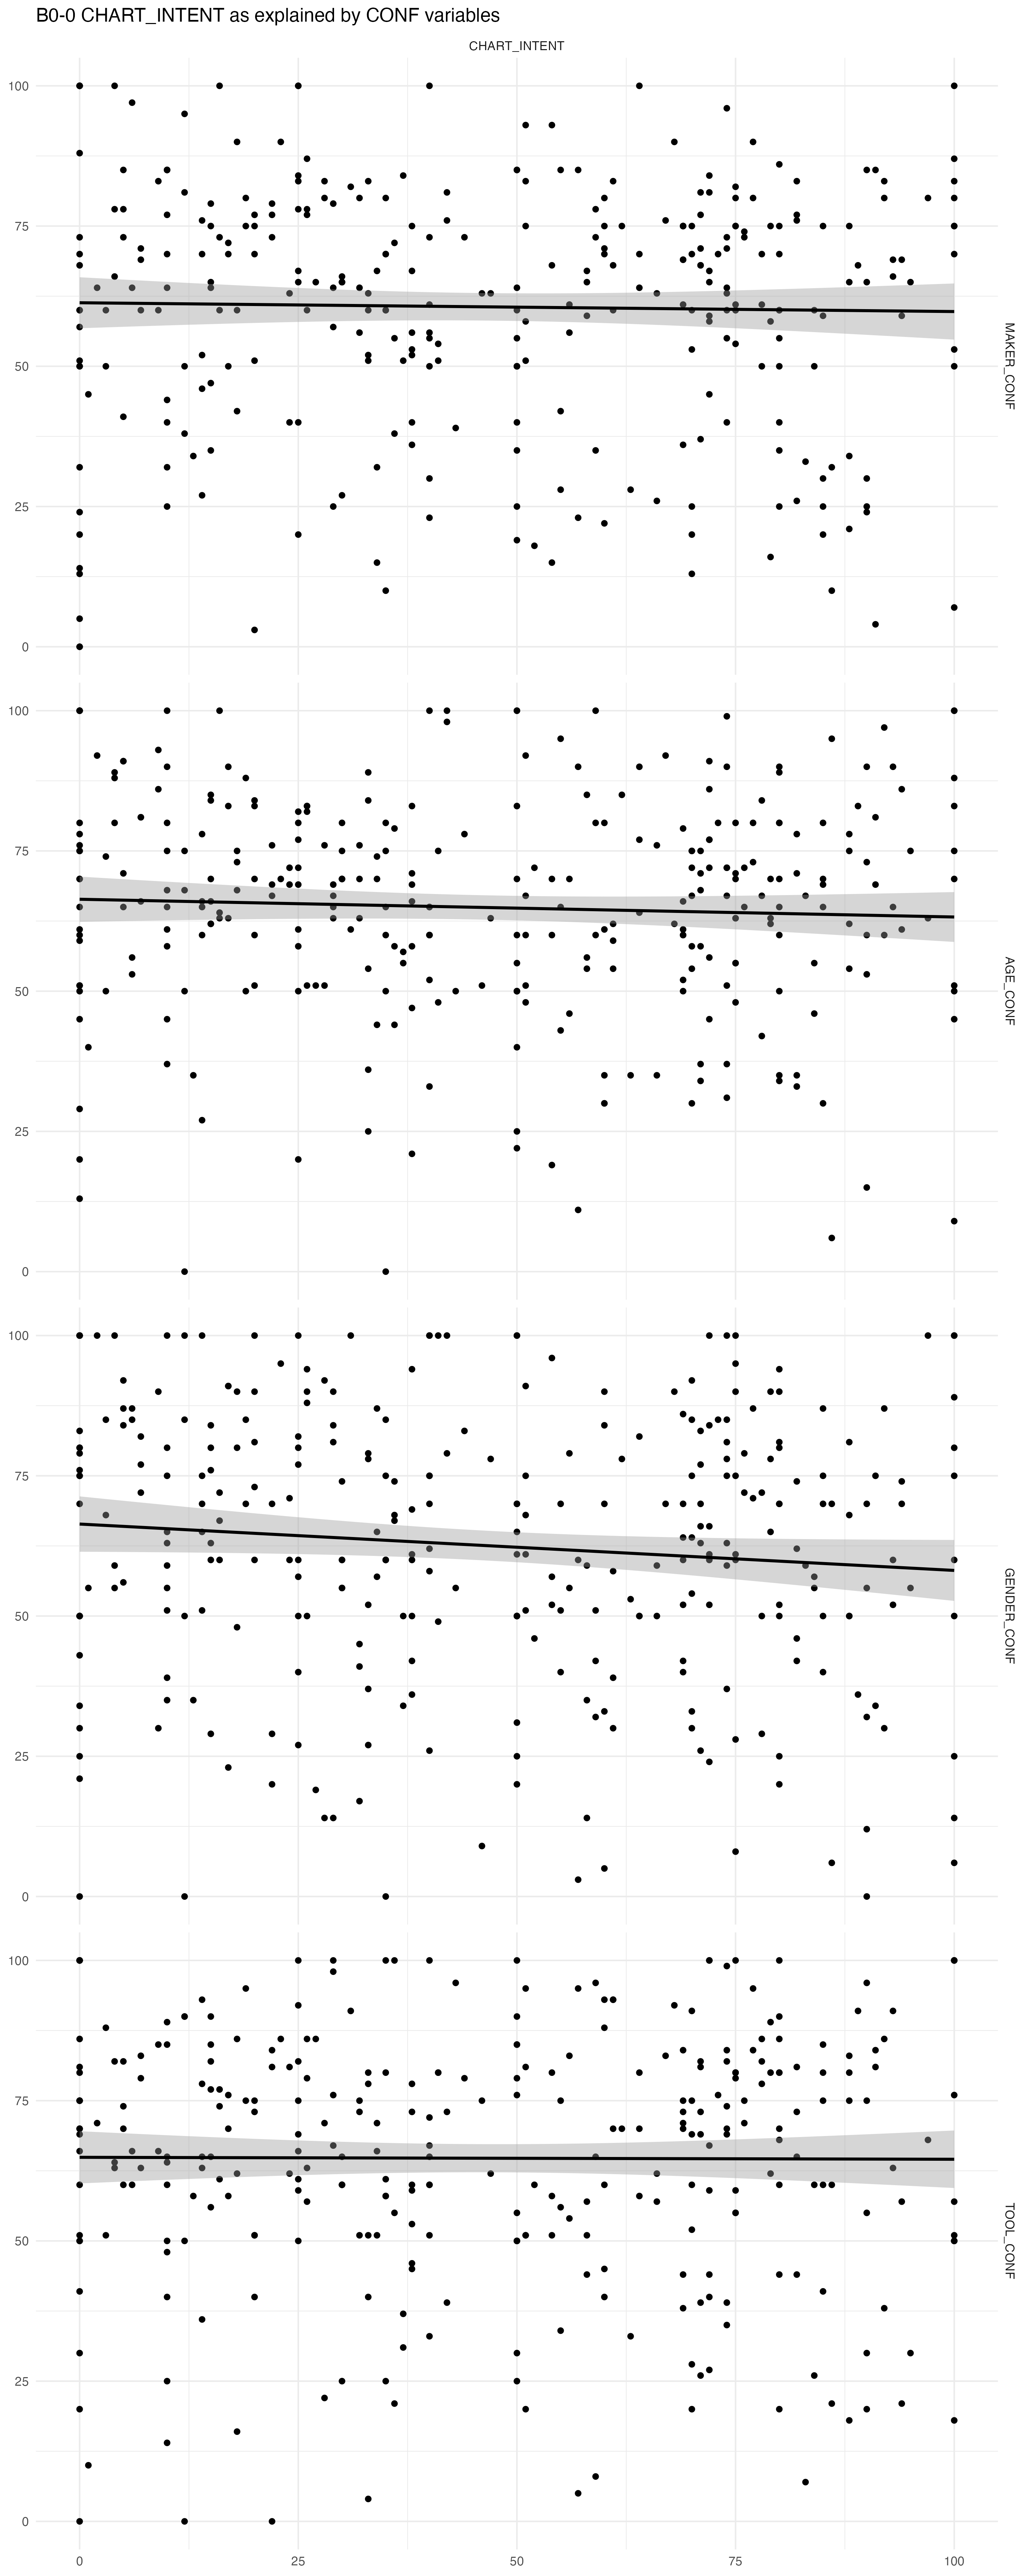 B0-0 CHART_INTENT as explained by CONF variables
CHART_INTENT
100
75
50
25
0
MAKER_CONF
100
75
50
25
0
AGE_CONF
100
75
50
25
0
GENDER_CONF
100
75
50
25
0
TOOL_CONF
0 25 50 75 100